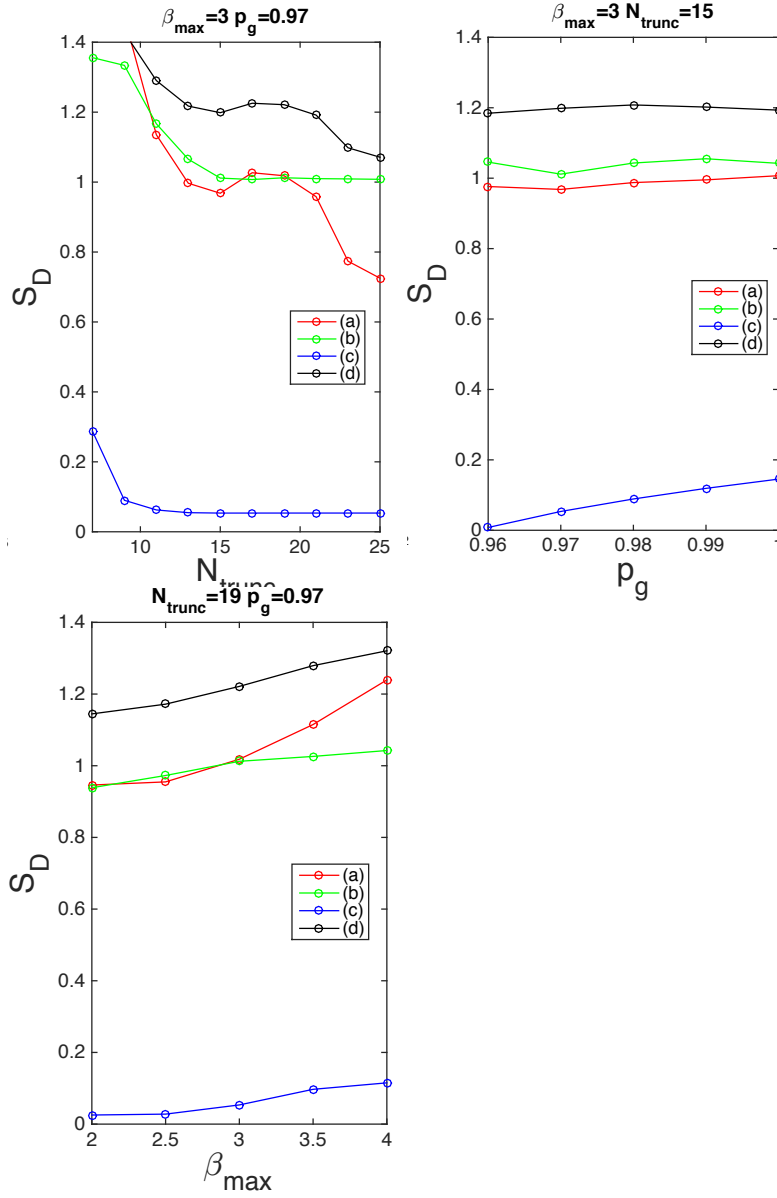 β_max=3 p_g=0.97
1.4
1.2
1
0.8
0.6
0.4
0.2
0
S_D
(a)
(b)
(c)
(d)
10
15
20
25
N_trunc
β_max=3 N_trunc=15
1.4
1.2
1
0.8
0.6
0.4
0.2
0
S_D
(a)
(b)
(c)
(d)
0.96
0.97
0.98
0.99
1
p_g
N_trunc=19 p_g=0.97
1.4
1.2
1
0.8
0.6
0.4
0.2
0
S_D
(a)
(b)
(c)
(d)
2
2.5
3
3.5
4
β_max